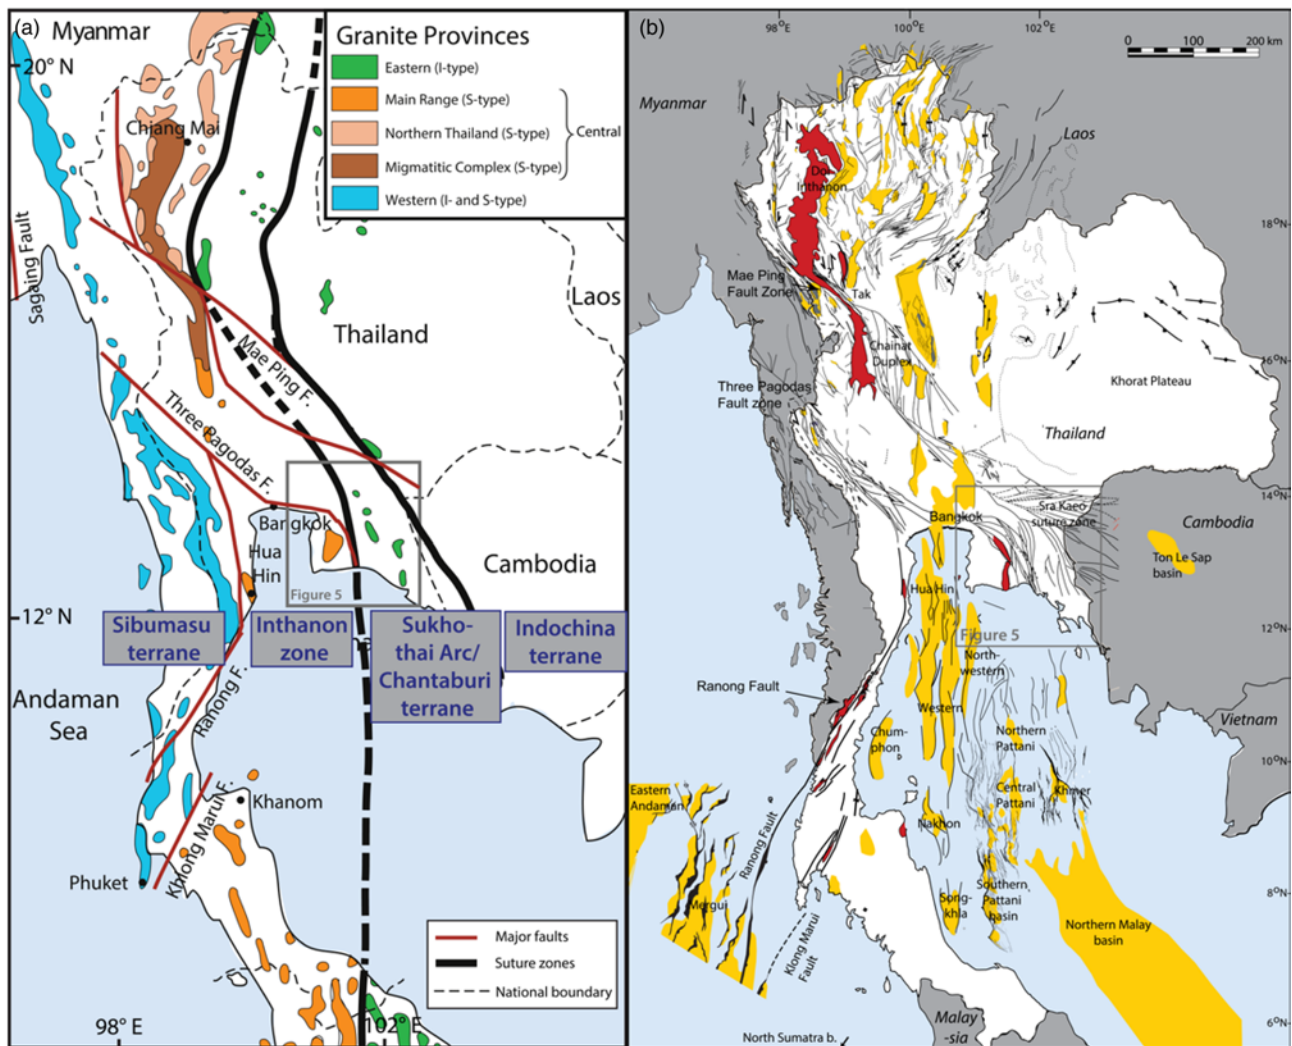 (a)
Myanmar
20° N
Chiang Mai
Granite Provinces
Eastern (I-type)
Main Range (S-type)
Northern Thailand (S-type)
Central
Migmatitic Complex (S-type)
Western (I- and S-type)
Sagaing Fault
Laos
Thailand
Mae Ping F.
Three Pagodas F.
Bangkok
Hua
Hin
Figure 5
Cambodia
12° N
Sibumasu
terrane
Inthanon
zone
Sukho-
thai Arc/
Chantaburi
terrane
Indochina
terrane
Andaman
Sea
Ranong F.
Khlong Marui F.
Khanom
Phuket
Major faults
Suture zones
National boundary
98° E
102° E
(b)
98°E
100°E
102°E
0
100
200 km
Myanmar
Laos
Doi
Inthanon
18°N
Mae Ping
Fault Zone
Tak
Chainat
Duplex
16°N
Khorat Plateau
Three Pagodas
Fault zone
Thailand
14°N
Sra Kaeo
suture zone
Bangkok
Cambodia
Ton Le Sap
basin
Hua Hin
12°N
Figure 5
North-
western
Ranong Fault
Western
Vietnam
Chum-
phon
Northern
Pattani
10°N
Eastern
Andaman
Central
Pattani
Khmer
Nakhon
Ranong Fault
8°N
Mergui
Song-
khla
Southern
Pattani
basin
Northern Malay
basin
Klong Marui
Fault
6°N
Malay
-sia
North Sumatra b.